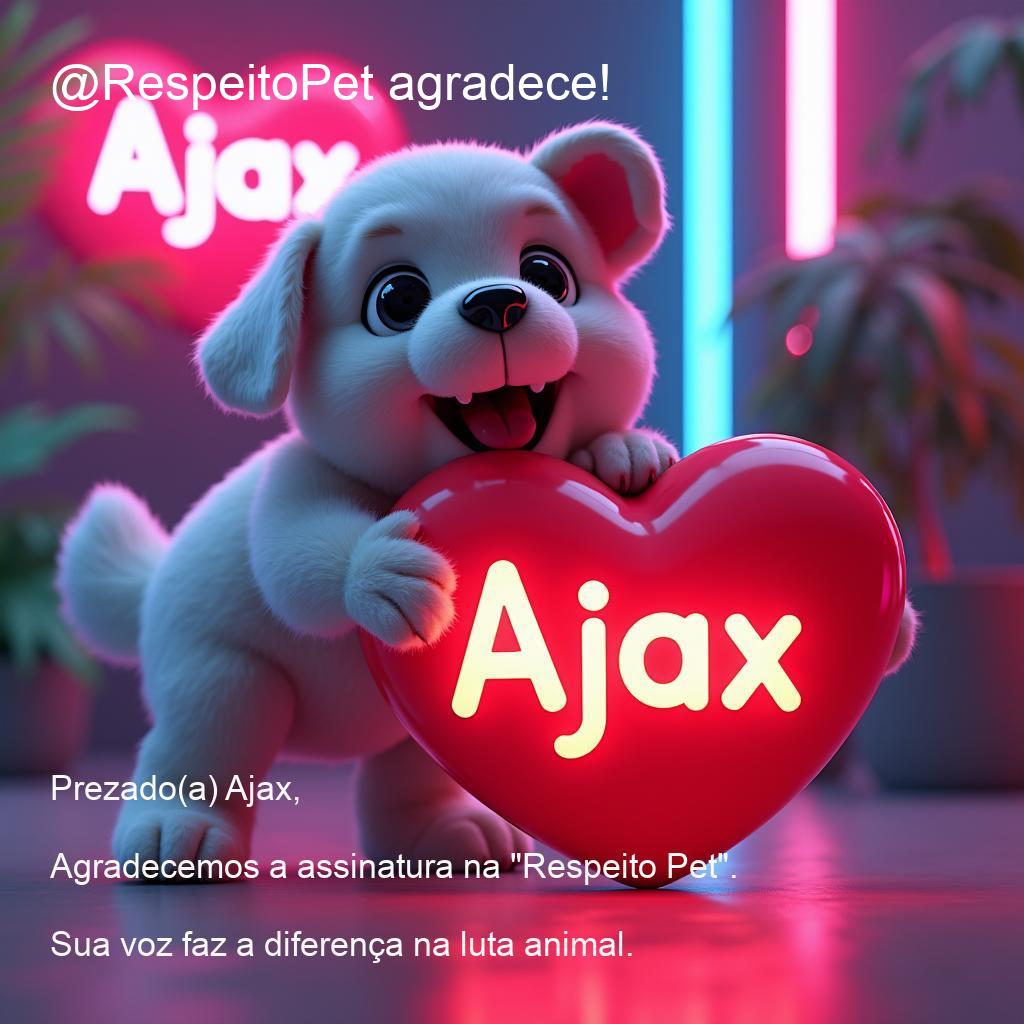 @RespeitoPet agradece!
Ajax
Ajax
Prezado(a) Ajax,
Agradecemos a assinatura na "Respeito Pet".
Sua voz faz a diferença na luta animal.